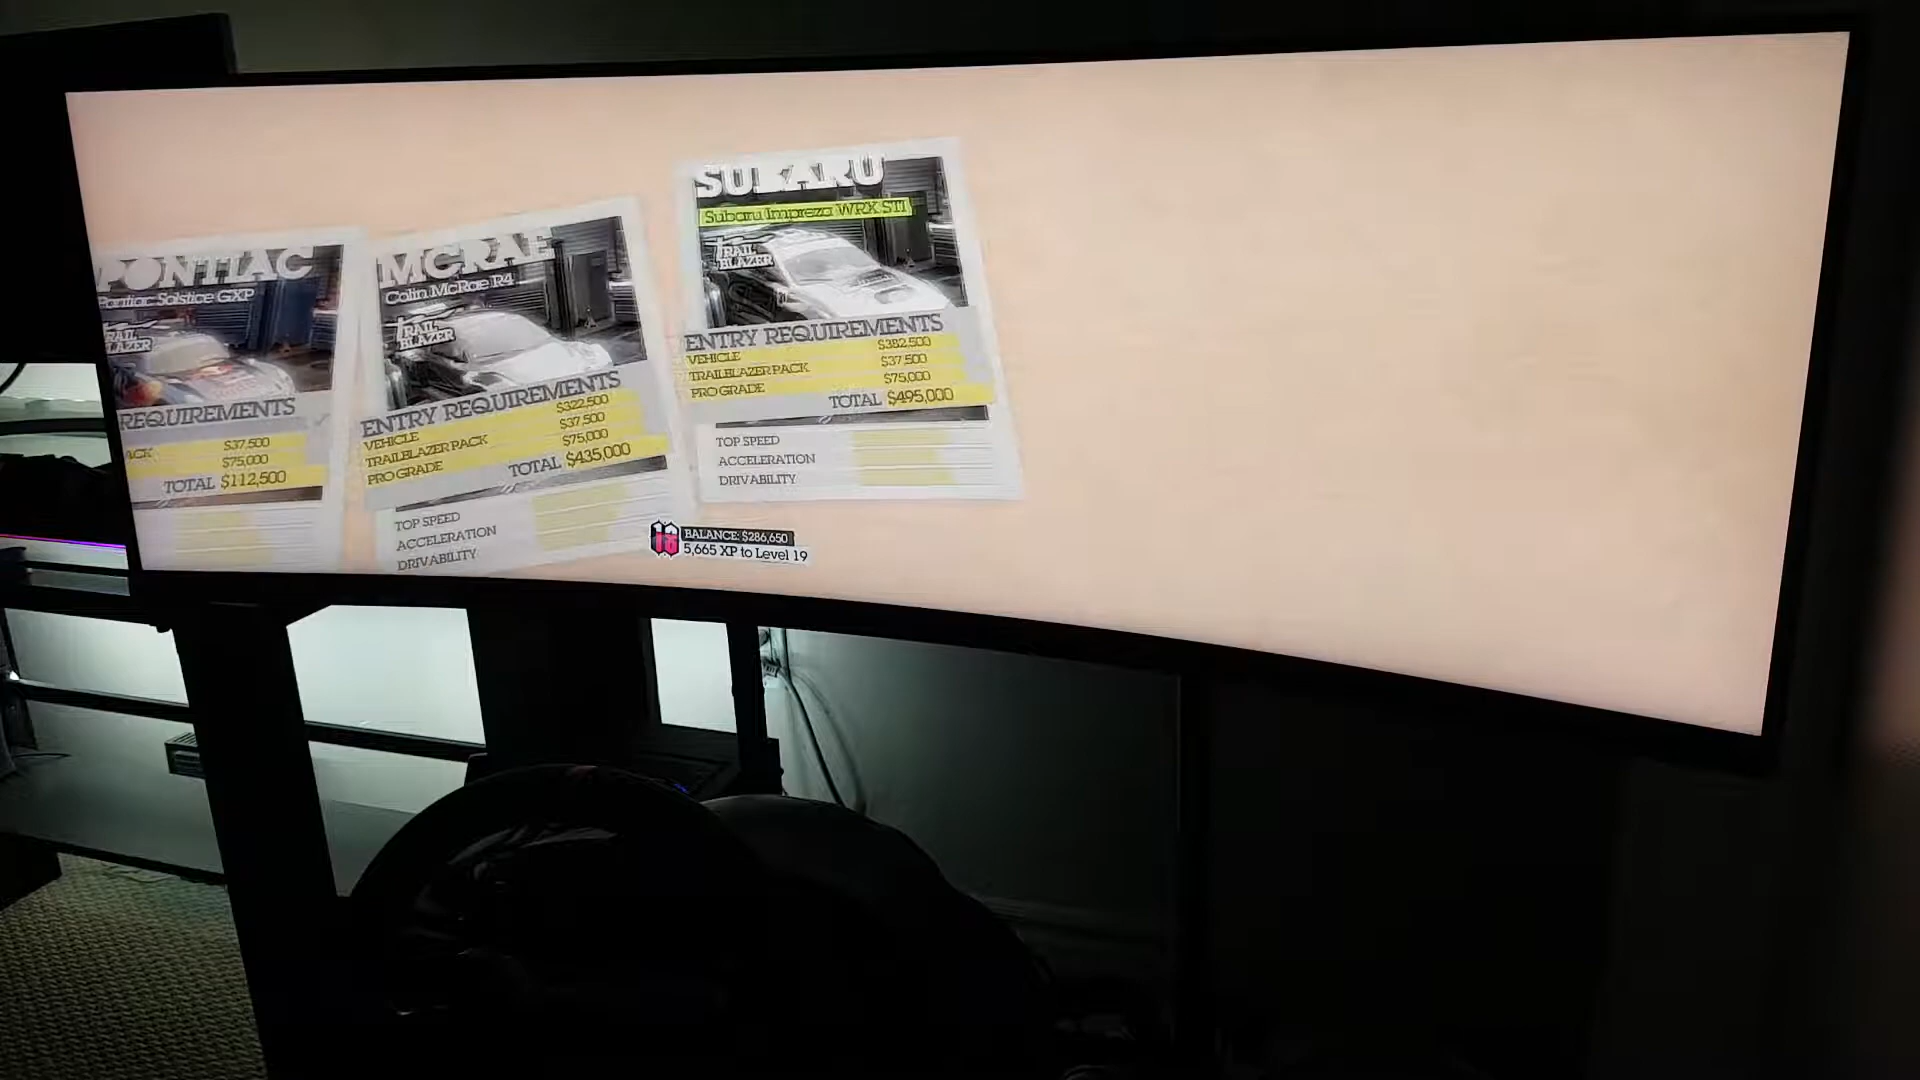 PONTIAC
Pontiac Solstice GXP
TRAIL
BLAZER
REQUIREMENTS
$37,500
ACK
$75,000
TOTAL $112,500
MCRAE
Colin McRae R4
TRAIL
BLAZER
ENTRY REQUIREMENTS
VEHICLE $322,500
TRAILBLAZER PACK $37,500
PRO GRADE $75,000
TOTAL $435,000
TOP SPEED
ACCELERATION
DRIVABILITY
SUBARU
Subaru Impreza WRX STI
TRAIL
BLAZER
ENTRY REQUIREMENTS
VEHICLE $382,500
TRAILBLAZER PACK $37,500
PRO GRADE $75,000
TOTAL $495,000
TOP SPEED
ACCELERATION
DRIVABILITY
18
BALANCE: $286,650
5,665 XP to Level 19